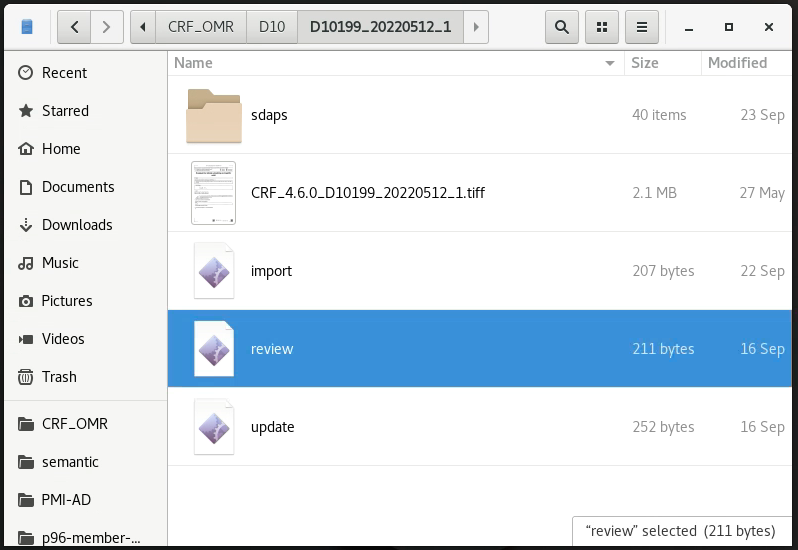 CRF_OMR D10 D10199_20220512_1
Name Size Modified
Recent
Starred
Home
Documents
Downloads
Music
Pictures
Videos
Trash
CRF_OMR
semantic
PMI-AD
p96-member-...
sdaps 40 items 23 Sep
CRF_4.6.0_D10199_20220512_1.tiff 2.1 MB 27 May
import 207 bytes 22 Sep
review 211 bytes 16 Sep
update 252 bytes 16 Sep
“review” selected (211 bytes)